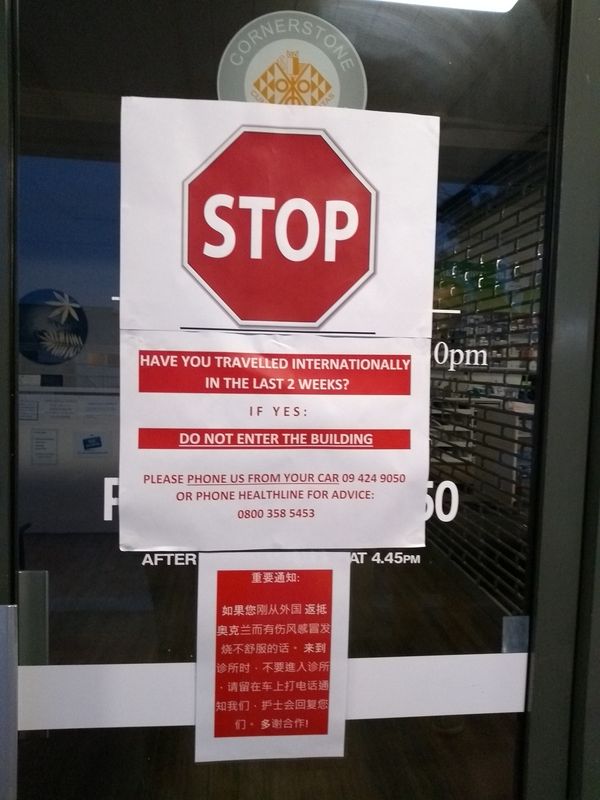 CORNERSTONE
STOP
0pm
HAVE YOU TRAVELLED INTERNATIONALLY
IN THE LAST 2 WEEKS?
IF YES:
DO NOT ENTER THE BUILDING
PLEASE PHONE US FROM YOUR CAR 09 424 9050
OR PHONE HEALTHLINE FOR ADVICE:
0800 358 5453
50
AFTER AT 4.45PM
重要通知:
如果您刚从外国 返抵
奥克兰而有伤风感冒发
烧不舒服的话。来到
诊所时，不要進人诊所
，请留在车上打电话通
知我们，护士会回复您
们。多谢合作!